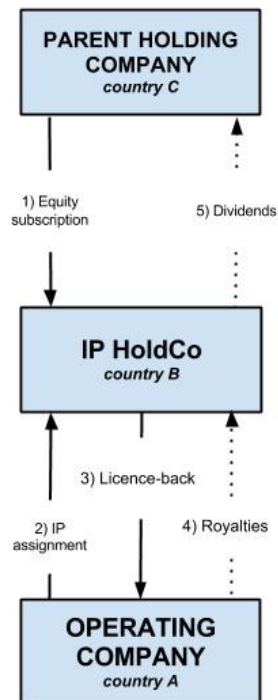 PARENT HOLDING
COMPANY
country C
1) Equity
subscription
5) Dividends
IP HoldCo
country B
3) Licence-back
2) IP
assignment
4) Royalties
OPERATING
COMPANY
country A